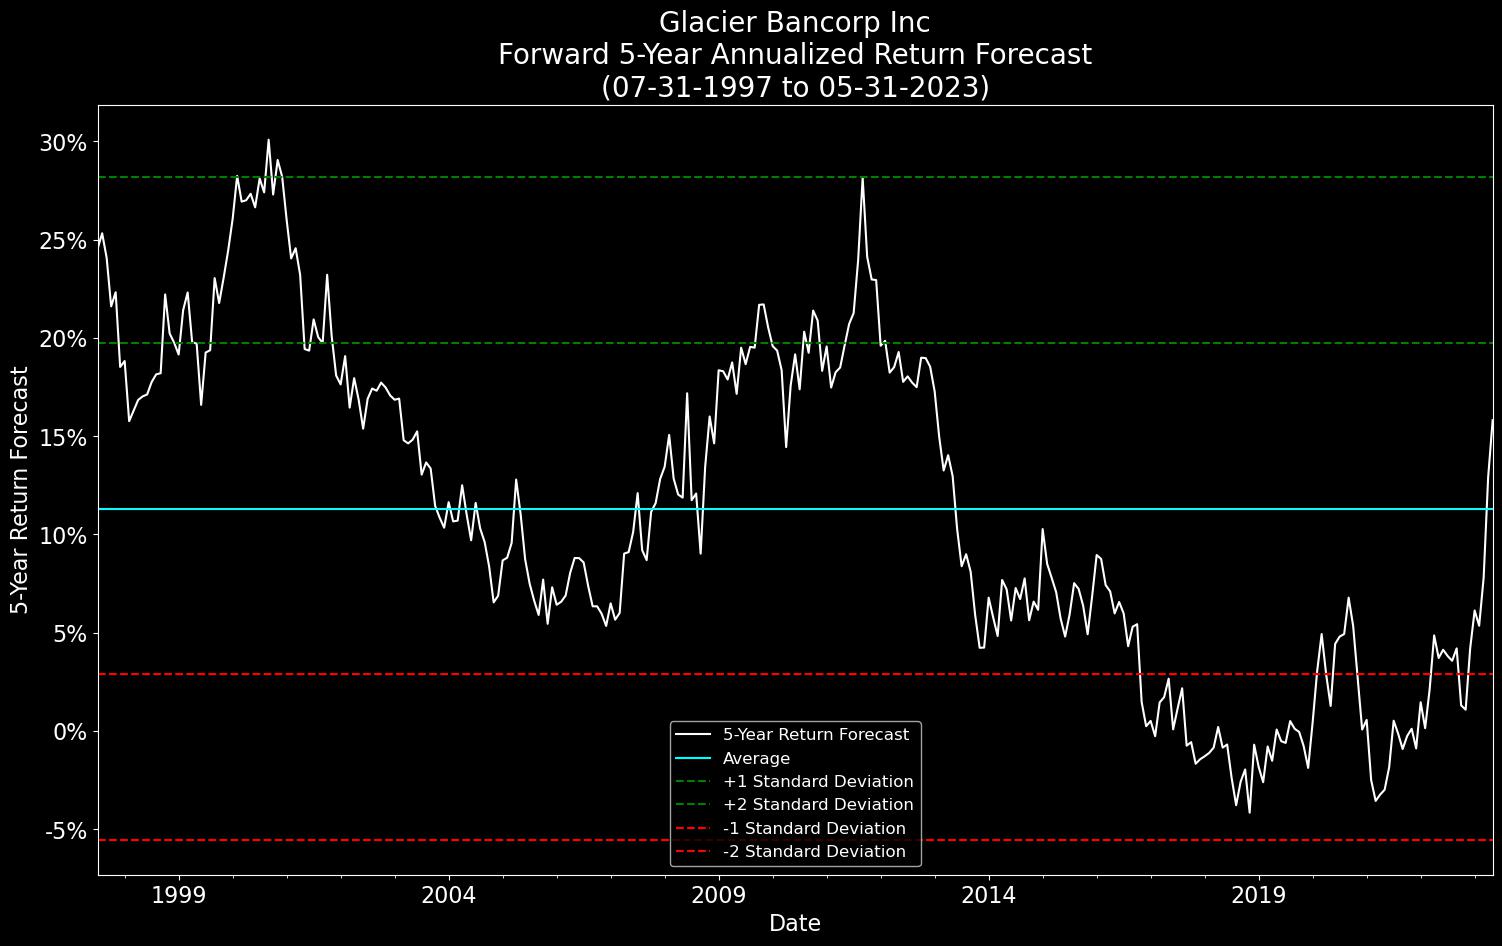 Glacier Bancorp Inc
Forward 5-Year Annualized Return Forecast
(07-31-1997 to 05-31-2023)
5-Year Return Forecast
30%
25%
20%
15%
10%
5%
0%
-5%
5-Year Return Forecast
Average
+1 Standard Deviation
+2 Standard Deviation
-1 Standard Deviation
-2 Standard Deviation
1999 2004 2009 2014 2019
Date